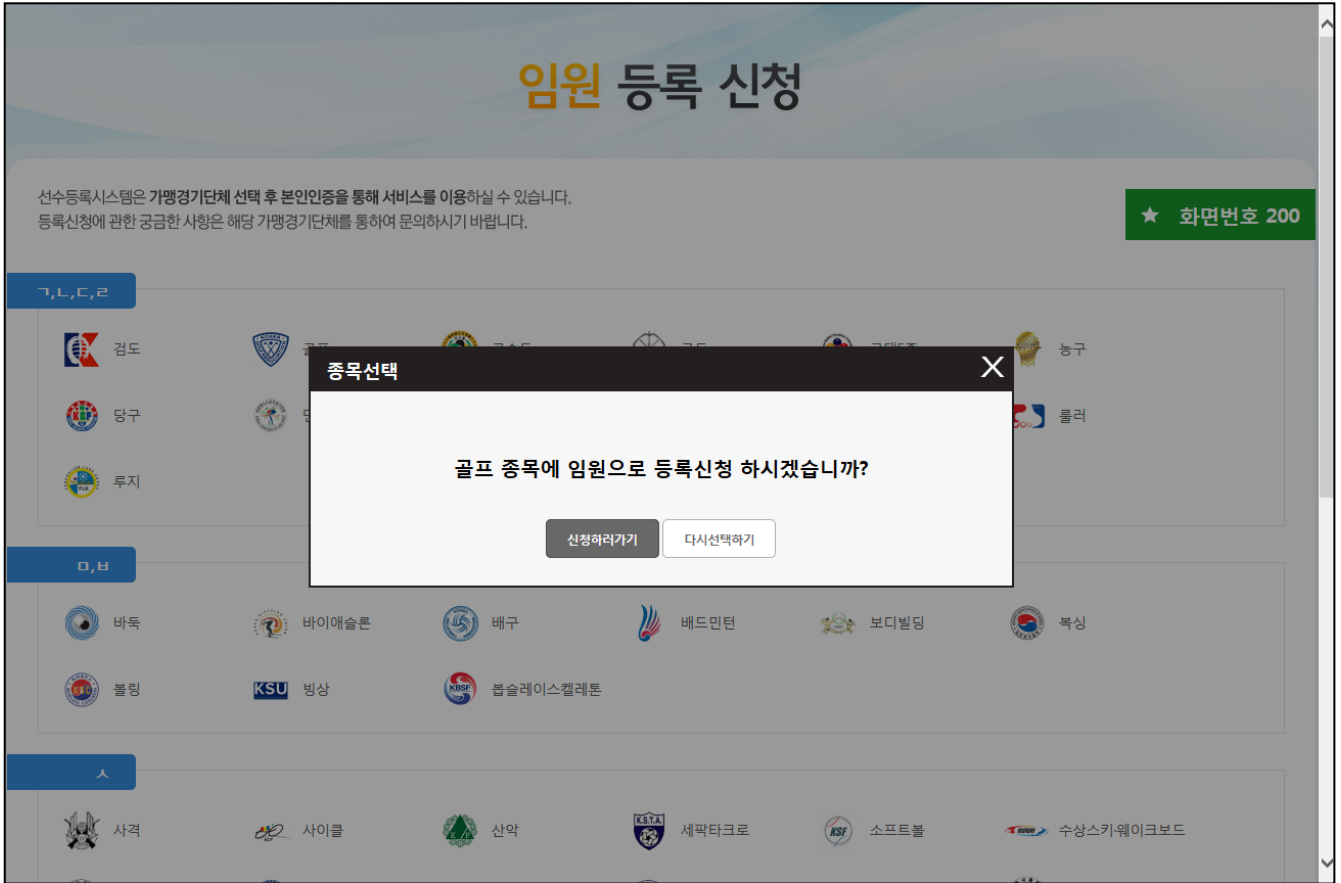 임원 등록 신청
선수등록시스템은 가맹경기단체 선택 후 본인인증을 통해 서비스를 이용하실 수 있습니다.
등록신청에 관한 궁금한 사항은 해당 가맹경기단체를 통하여 문의하시기 바랍니다.
★ 화면번호 200
ㄱ,ㄴ,ㄷ,ㄹ
검도 농구
종목선택 X
당구 롤러
골프 종목에 임원으로 등록신청 하시겠습니까?
루지
신청하러가기 다시선택하기
ㅁ,ㅂ
바둑 바이애슬론 배구 배드민턴 보디빌딩 복싱
볼링 KSU 빙상 KBSF 봅슬레이스켈레톤
ㅅ
사격 사이클 산악 K.S.T.A. 세팍타크로 KSF 소프트볼 수상스키·웨이크보드